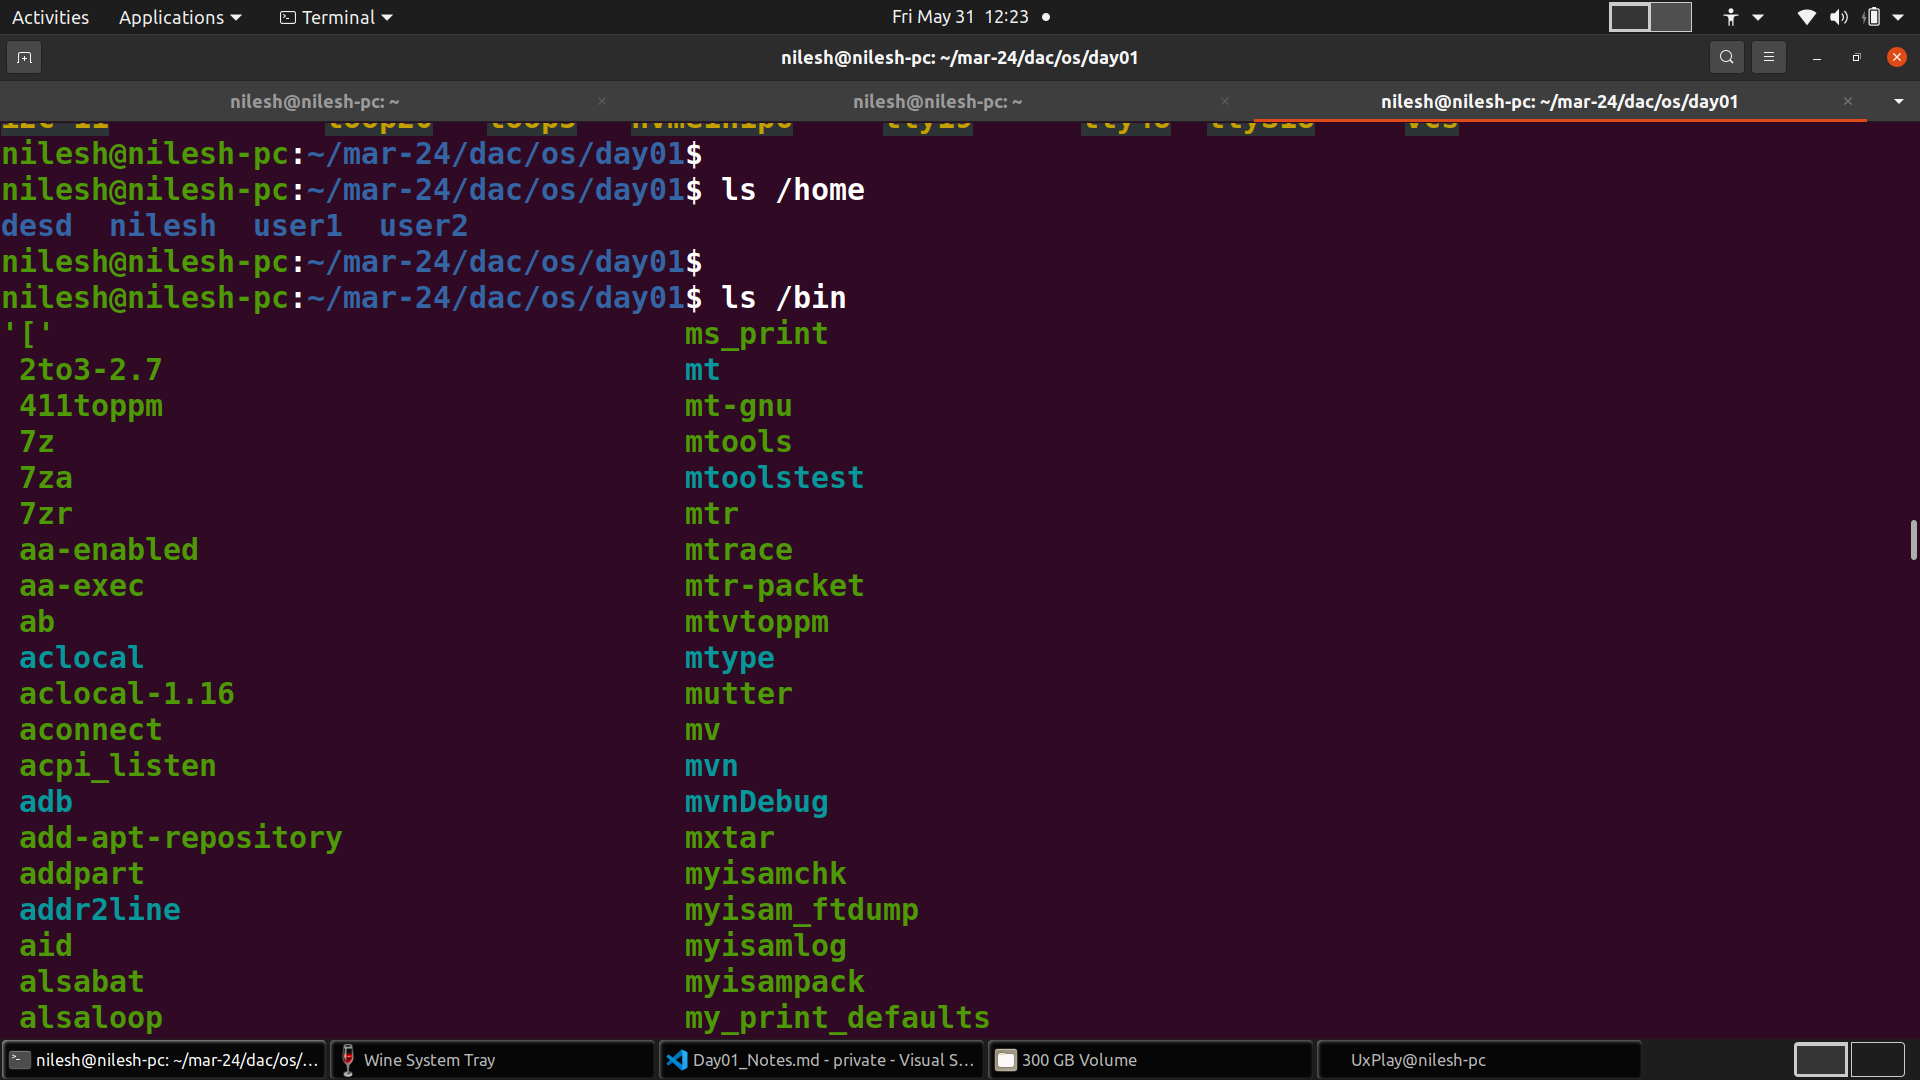 Activities Applications Terminal Fri May 31 12:23
nilesh@nilesh-pc: ~/mar-24/dac/os/day01
nilesh@nilesh-pc: ~ nilesh@nilesh-pc: ~ nilesh@nilesh-pc: ~/mar-24/dac/os/day01
nilesh@nilesh-pc:~/mar-24/dac/os/day01$
nilesh@nilesh-pc:~/mar-24/dac/os/day01$ ls /home
desd nilesh user1 user2
nilesh@nilesh-pc:~/mar-24/dac/os/day01$
nilesh@nilesh-pc:~/mar-24/dac/os/day01$ ls /bin
'[' ms_print
2to3-2.7 mt
411toppm mt-gnu
7z mtools
7za mtoolstest
7zr mtr
aa-enabled mtrace
aa-exec mtr-packet
ab mtvtoppm
aclocal mtype
aclocal-1.16 mutter
aconnect mv
acpi_listen mvn
adb mvnDebug
add-apt-repository mxtar
addpart myisamchk
addr2line myisam_ftdump
aid myisamlog
alsabat myisampack
alsaloop my_print_defaults
nilesh@nilesh-pc: ~/mar-24/dac/os/... Wine System Tray Day01_Notes.md - private - Visual S... 300 GB Volume UxPlay@nilesh-pc